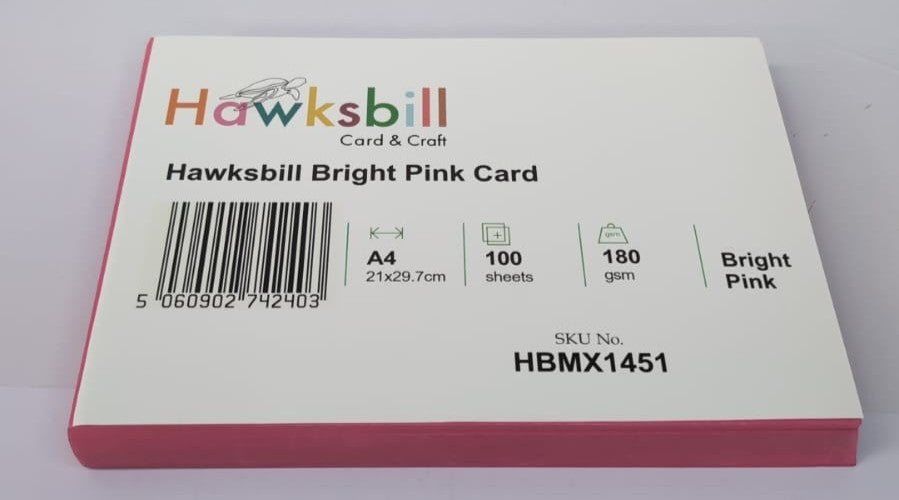 Hawksbill
Card & Craft
Hawksbill Bright Pink Card
5 060902 742403
A4
21x29.7cm
100
sheets
gsm
180
gsm
Bright
Pink
SKU No.
HBMX1451